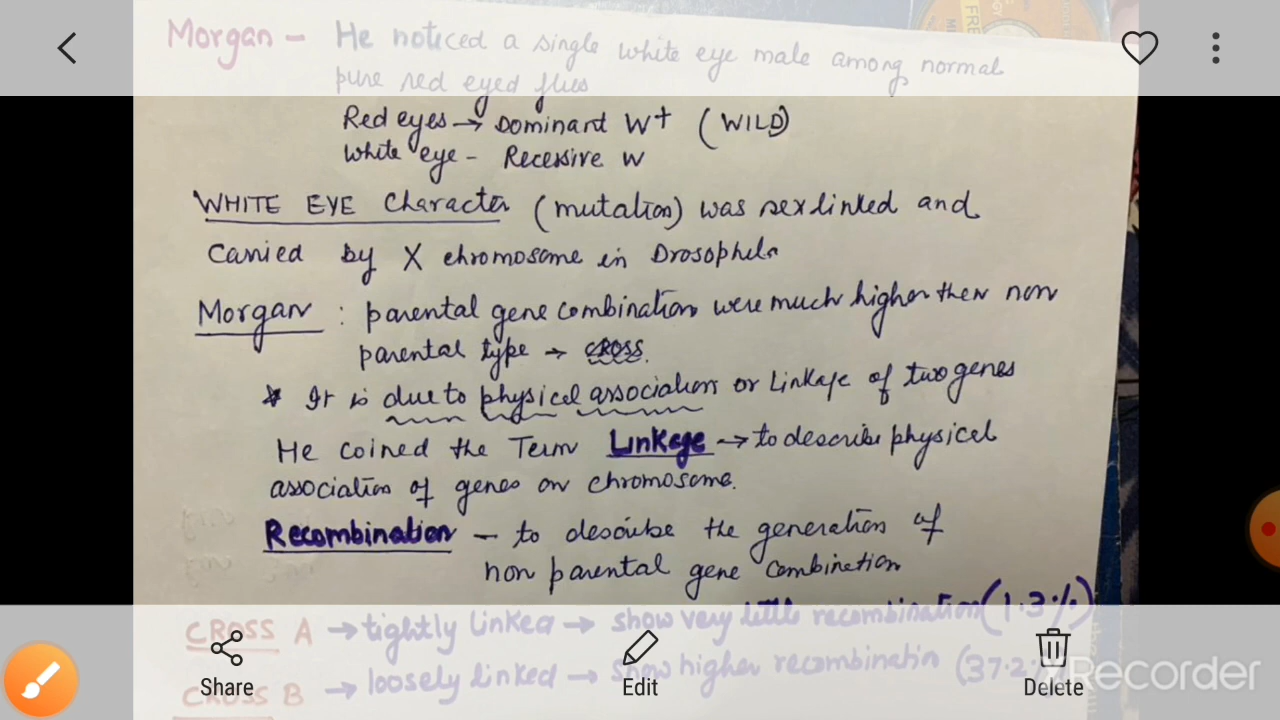 Morgan - He noticed a single white eye male among normal
pure red eyed flies
Red eyes → Dominant W+ (WILD)
White eye - Recessive w
WHITE EYE Character (mutation) was sexlinked and
Carried by X chromosome in Drosophela
Morgan : parental gene combination were much higher then non
parental type → CROSS.
* It is due to physical association or Linkage of two genes
He coined the Term Linkage → to describe physical
association of genes on chromosome.
Recombination - to describe the generation of
non parental gene combination
CROSS A → tightly linked → show very little recombination (1.3%)
CROSS B → loosely linked → show higher recombination (37.2
Share
Edit
Delete
Recorder